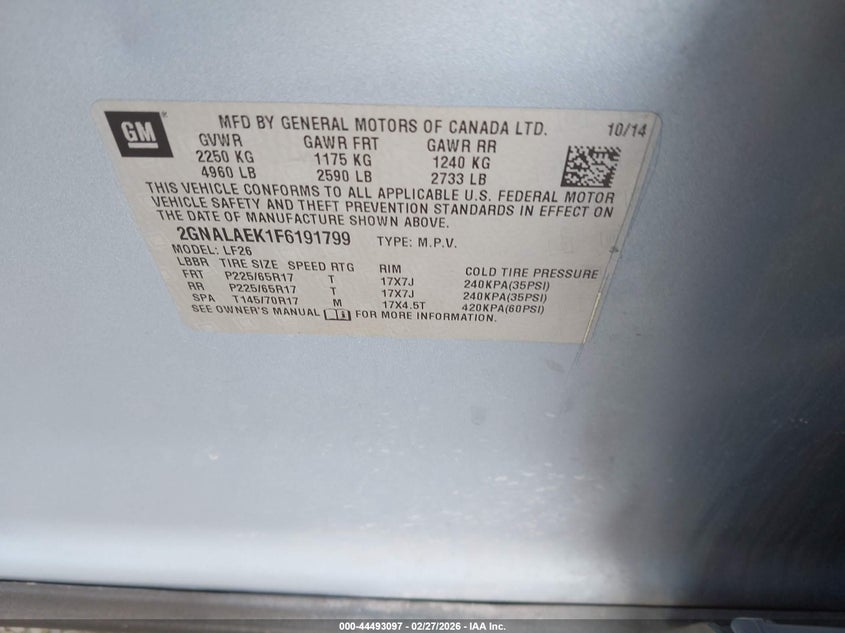 GM
MFD BY GENERAL MOTORS OF CANADA LTD. 10/14
GVWR GAWR FRT GAWR RR
2250 KG 1175 KG 1240 KG
4960 LB 2590 LB 2733 LB
THIS VEHICLE CONFORMS TO ALL APPLICABLE U.S. FEDERAL MOTOR
VEHICLE SAFETY AND THEFT PREVENTION STANDARDS IN EFFECT ON
THE DATE OF MANUFACTURE SHOWN ABOVE.
2GNALAEK1F6191799 TYPE: M.P.V.
MODEL: LF26
LBBR TIRE SIZE SPEED RTG RIM COLD TIRE PRESSURE
FRT P225/65R17 T 17X7J 240KPA(35PSI)
RR P225/65R17 T 17X7J 240KPA(35PSI)
SPA T145/70R17 M 17X4.5T 420KPA(60PSI)
SEE OWNER'S MANUAL FOR MORE INFORMATION.
000-44493097 - 02/27/2026 - IAA Inc.